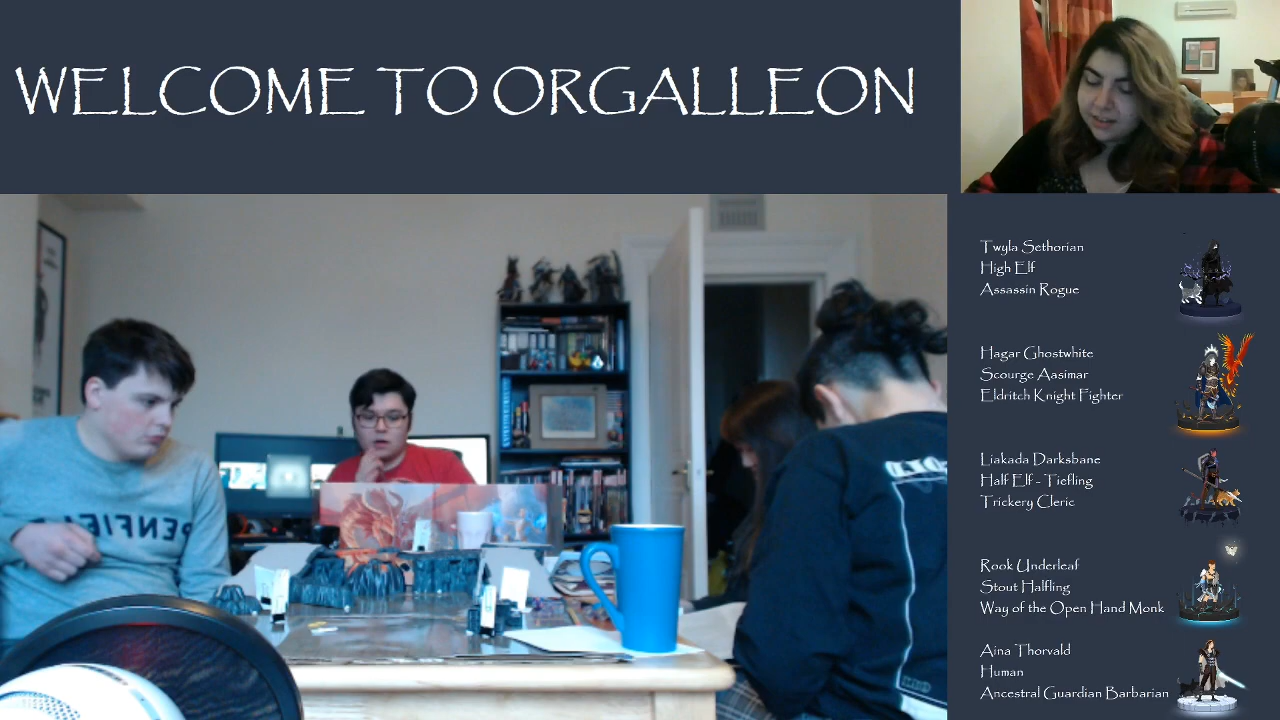 WELCOME TO ORGALLEON
Twyla Sethorian
High Elf
Assassin Rogue
Hagar Ghostwhite
Scourge Aasimar
Eldritch Knight Fighter
Liakada Darksbane
Half Elf - Tiefling
Trickery Cleric
Rook Underleaf
Stout Halfling
Way of the Open Hand Monk
Aina Thorvald
Human
Ancestral Guardian Barbarian
PENFIELD